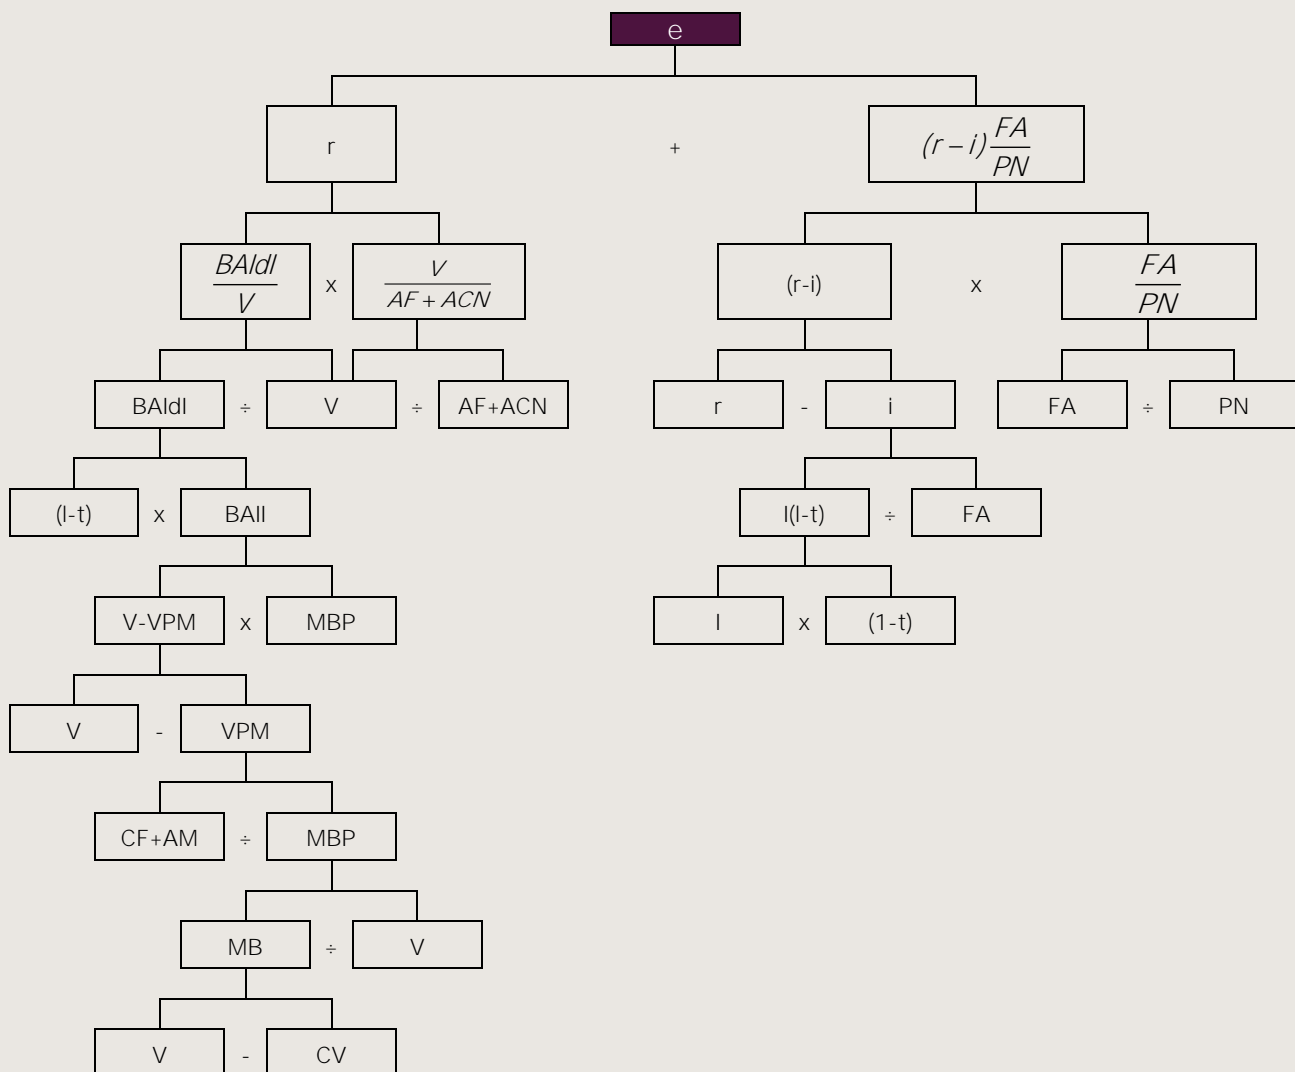 e
r + (r – i) FA/PN
BAIdI/V x V/(AF + ACN) (r-i) x FA/PN
BAIdI ÷ V ÷ AF+ACN r - i FA ÷ PN
(I-t) x BAII I(I-t) ÷ FA
V-VPM x MBP I x (1-t)
V - VPM
CF+AM ÷ MBP
MB ÷ V
V - CV